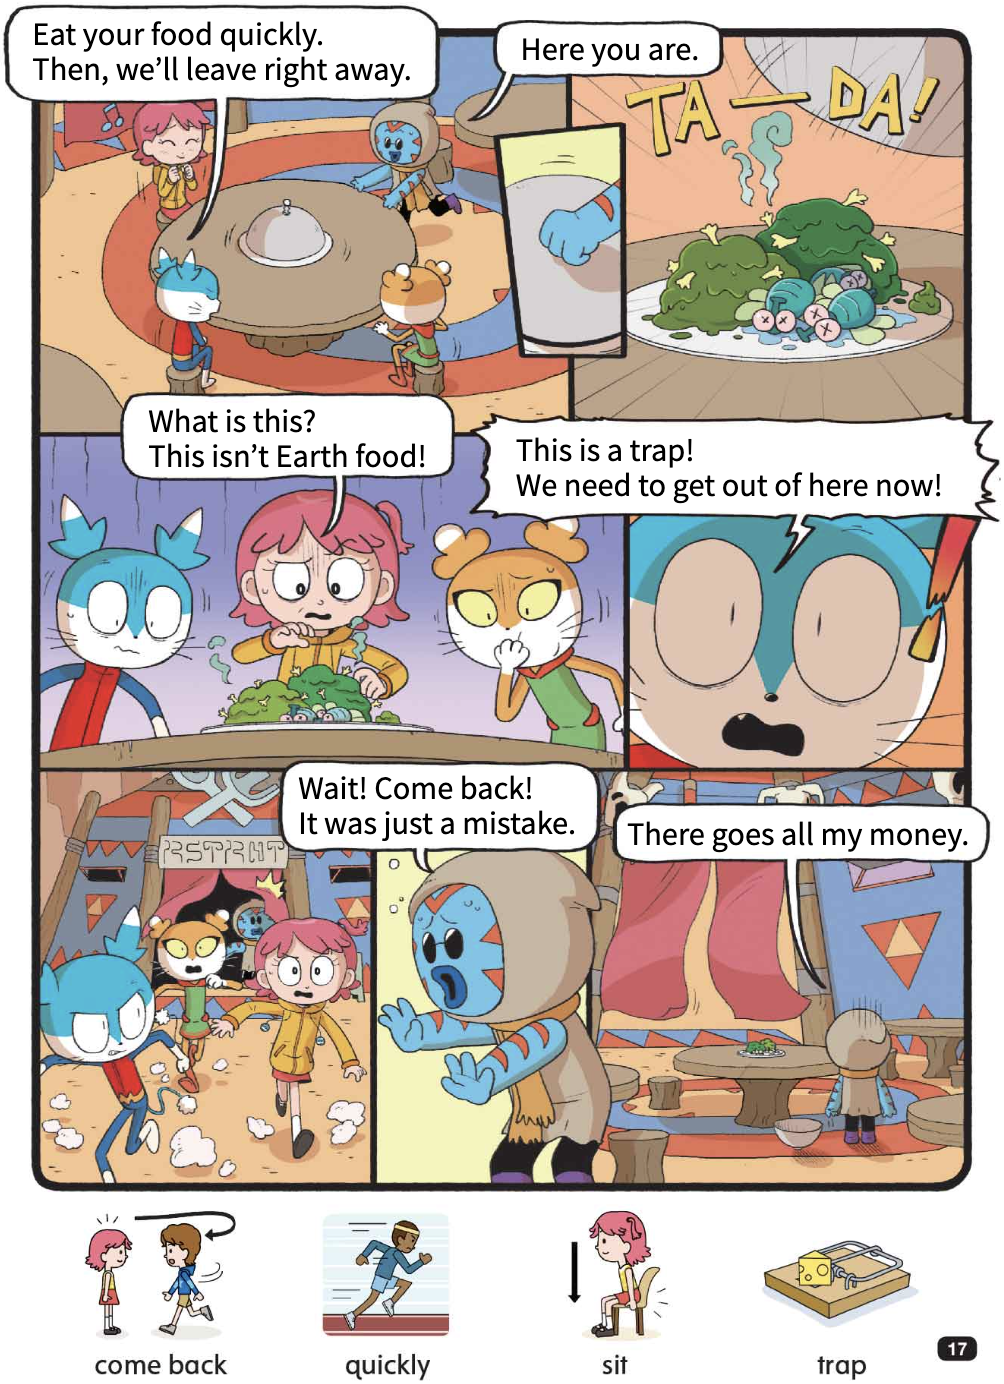 Eat your food quickly.
Then, we'll leave right away.
Here you are.
TA — DA!
What is this?
This isn't Earth food!
This is a trap!
We need to get out of here now!
Wait! Come back!
It was just a mistake.
There goes all my money.
come back
quickly
sit
trap
17